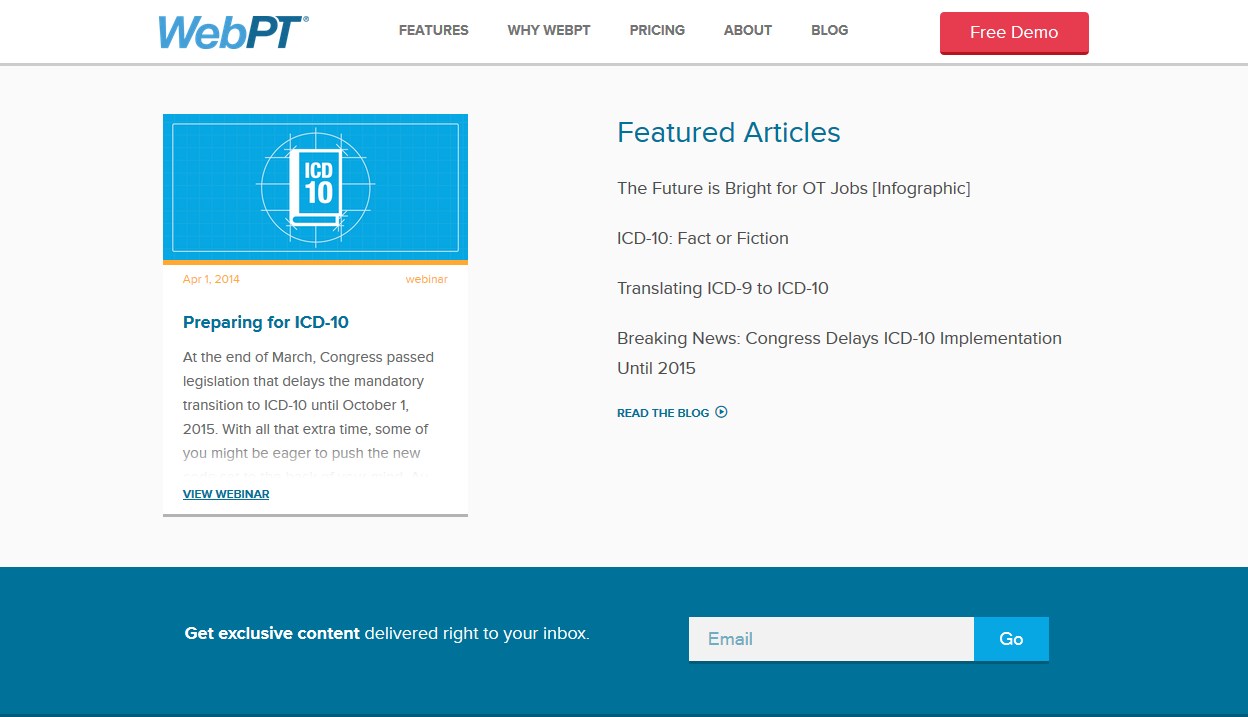 WebPT®
FEATURES
WHY WEBPT
PRICING
ABOUT
BLOG
Free Demo
ICD
10
Apr 1, 2014
webinar
Preparing for ICD-10
At the end of March, Congress passed
legislation that delays the mandatory
transition to ICD-10 until October 1,
2015. With all that extra time, some of
you might be eager to push the new
VIEW WEBINAR
Featured Articles
The Future is Bright for OT Jobs [Infographic]
ICD-10: Fact or Fiction
Translating ICD-9 to ICD-10
Breaking News: Congress Delays ICD-10 Implementation
Until 2015
READ THE BLOG
Get exclusive content delivered right to your inbox.
Email
Go